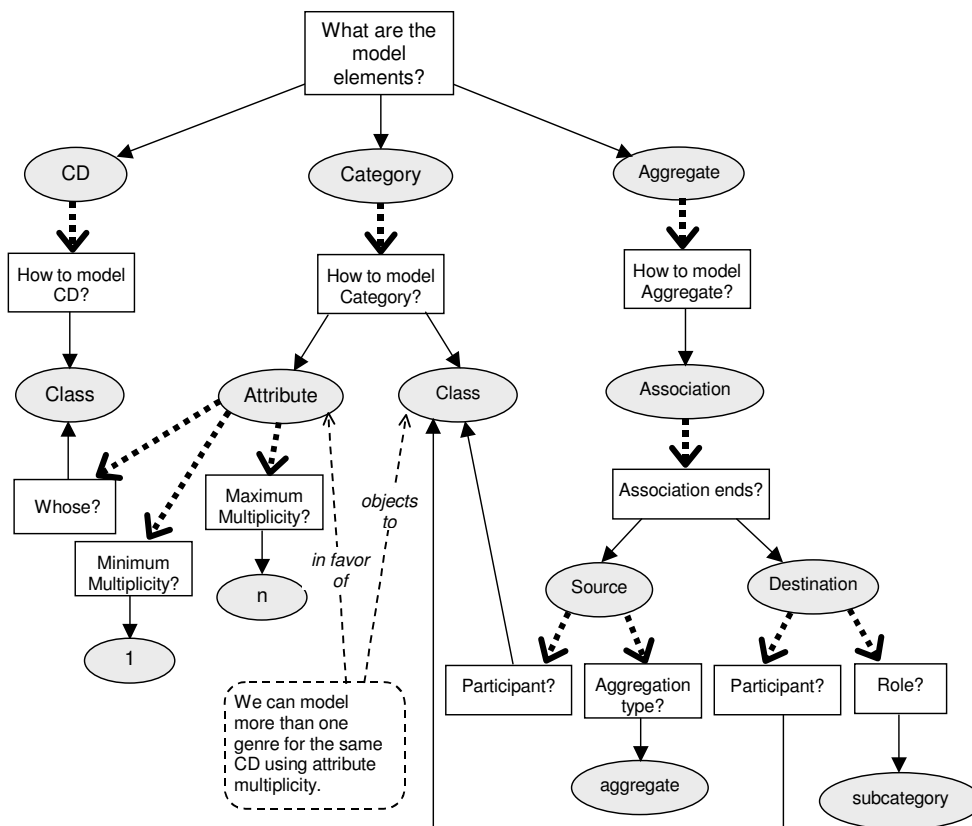 What are the
model
elements?
CD
Category
Aggregate
How to model
CD?
How to model
Category?
How to model
Aggregate?
Class
Attribute
Class
Association
Whose?
Maximum
Multiplicity?
objects
to
Association ends?
Minimum
Multiplicity?
in favor
of
n
Source
Destination
1
Participant?
Aggregation
type?
Participant?
Role?
We can model
more than one
genre for the same
CD using attribute
multiplicity.
aggregate
subcategory